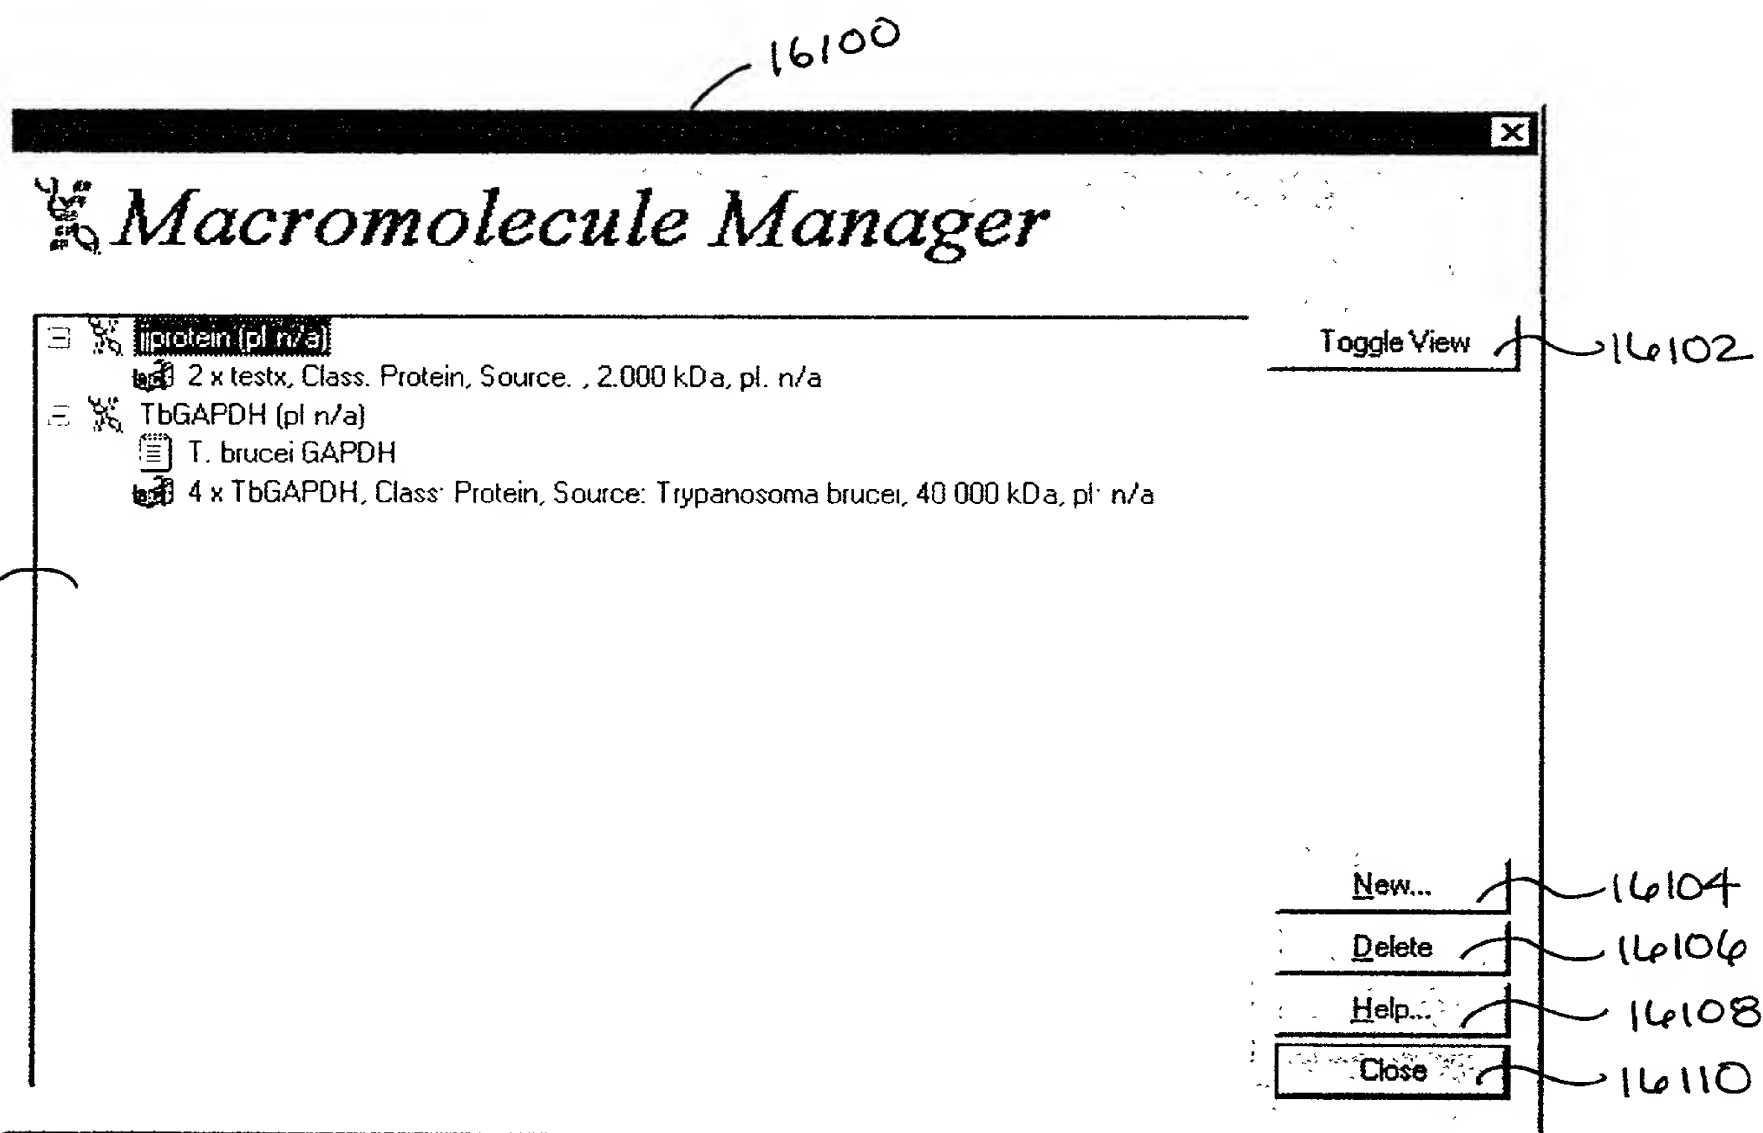 16100
Macromolecule Manager
jjprotein (pI n/a)
2 x testx, Class. Protein, Source. , 2.000 kDa, pI. n/a
TbGAPDH (pI n/a)
T. brucei GAPDH
4 x TbGAPDH, Class: Protein, Source: Trypanosoma brucei, 40 000 kDa, pI: n/a
Toggle View
16102
New...
16104
Delete
16106
Help...
16108
Close
16110